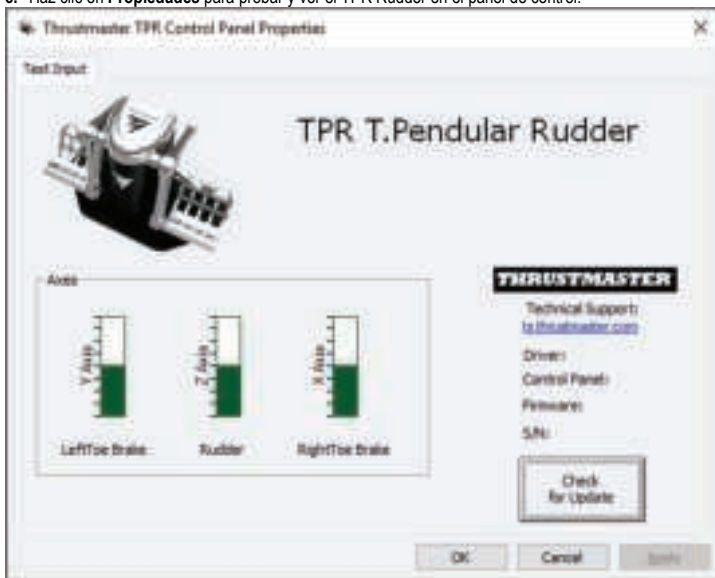 Haz clic en Propiedades para probar y ver el TPR Rudder en el panel de control.
Thrustmaster TPR Control Panel Properties
Test Input
TPR T.Pendular Rudder
Axes
Y Axis
Z Axis
X Axis
LeftToe Brake
Rudder
RightToe Brake
THRUSTMASTER
Technical Support:
ts.thrustmaster.com
Driver:
Control Panel:
Firmware:
S/N:
Check
for Update
OK
Cancel
Apply